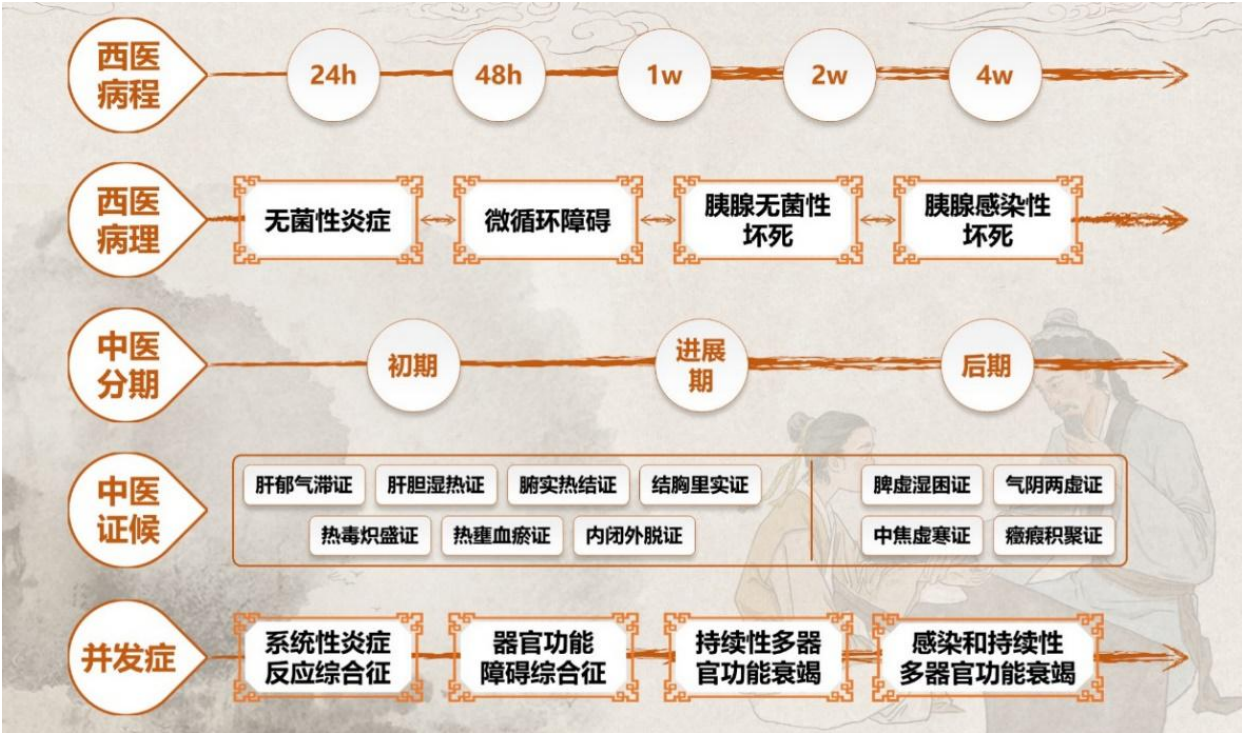 西医
病程
24h
48h
1w
2w
4w
西医
病理
无菌性炎症
微循环障碍
胰腺无菌性
坏死
胰腺感染性
坏死
中医
分期
初期
进展
期
后期
中医
证候
肝郁气滞证
肝胆湿热证
腑实热结证
结胸里实证
脾虚湿困证
气阴两虚证
热毒炽盛证
热壅血瘀证
内闭外脱证
中焦虚寒证
癥瘕积聚证
并发症
系统性炎症
反应综合征
器官功能
障碍综合征
持续性多器
官功能衰竭
感染和持续性
多器官功能衰竭